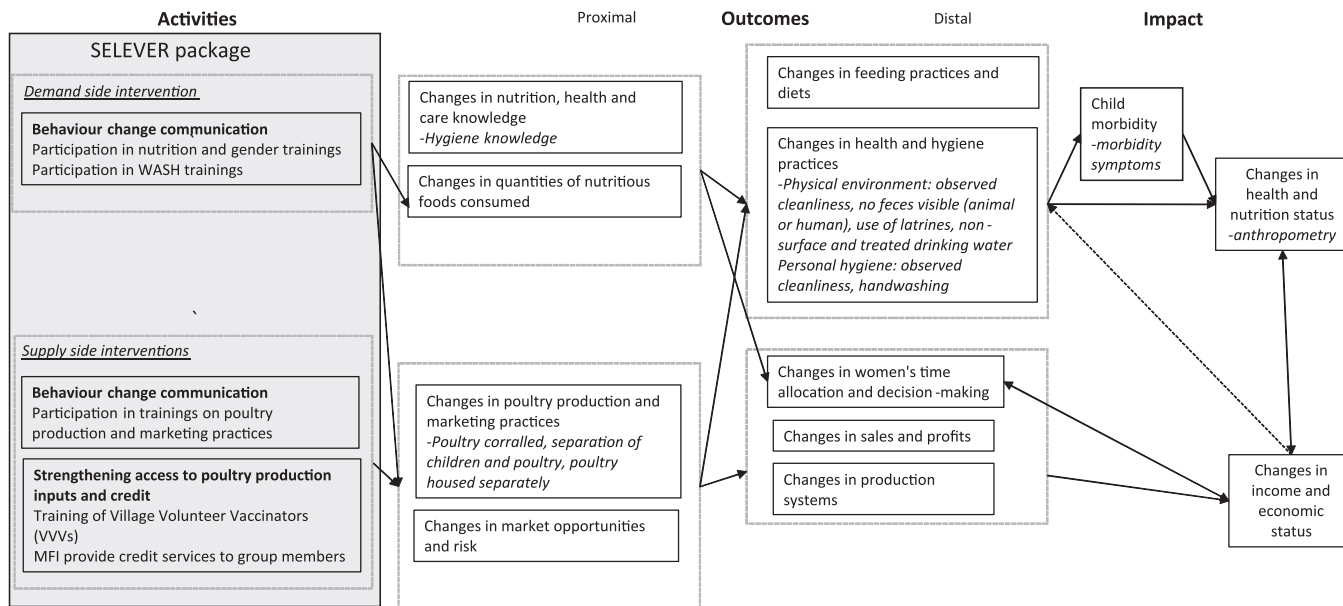 Activities
Proximal
Outcomes
Distal
Impact
SELEVER package
Demand side intervention
Behaviour change communication
Participation in nutrition and gender trainings
Participation in WASH trainings
`
Supply side interventions
Behaviour change communication
Participation in trainings on poultry
production and marketing practices
Strengthening access to poultry production
inputs and credit
Training of Village Volunteer Vaccinators
(VVVs)
MFI provide credit services to group members
Changes in nutrition, health and
care knowledge
-Hygiene knowledge
Changes in quantities of nutritious
foods consumed
Changes in poultry production and
marketing practices
-Poultry corralled, separation of
children and poultry, poultry
housed separately
Changes in market opportunities
and risk
Changes in feeding practices and
diets
Changes in health and hygiene
practices
-Physical environment: observed
cleanliness, no feces visible (animal
or human), use of latrines, non-
surface and treated drinking water
Personal hygiene: observed
cleanliness, handwashing
Changes in women's time
allocation and decision-making
Changes in sales and profits
Changes in production
systems
Child
morbidity
-morbidity
symptoms
Changes in
health and
nutrition status
-anthropometry
Changes in
income and
economic
status